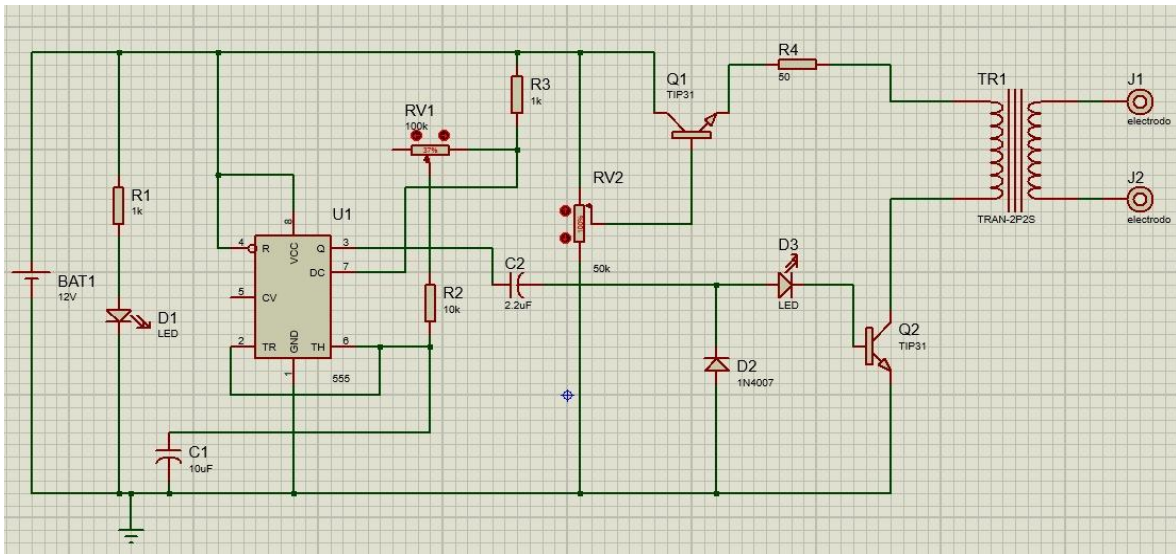 R4
50
Q1
TIP31
TR1
J1
electrodo
R3
1k
RV1
100k
37%
R1
1k
RV2
100%
50k
J2
electrodo
TRAN-2P2S
U1
8
4
R
VCC
Q
3
DC
7
5
CV
2
TR
GND
TH
6
1
555
BAT1
12V
D1
LED
C2
2.2uF
R2
10k
D3
LED
Q2
TIP31
D2
1N4007
C1
10uF